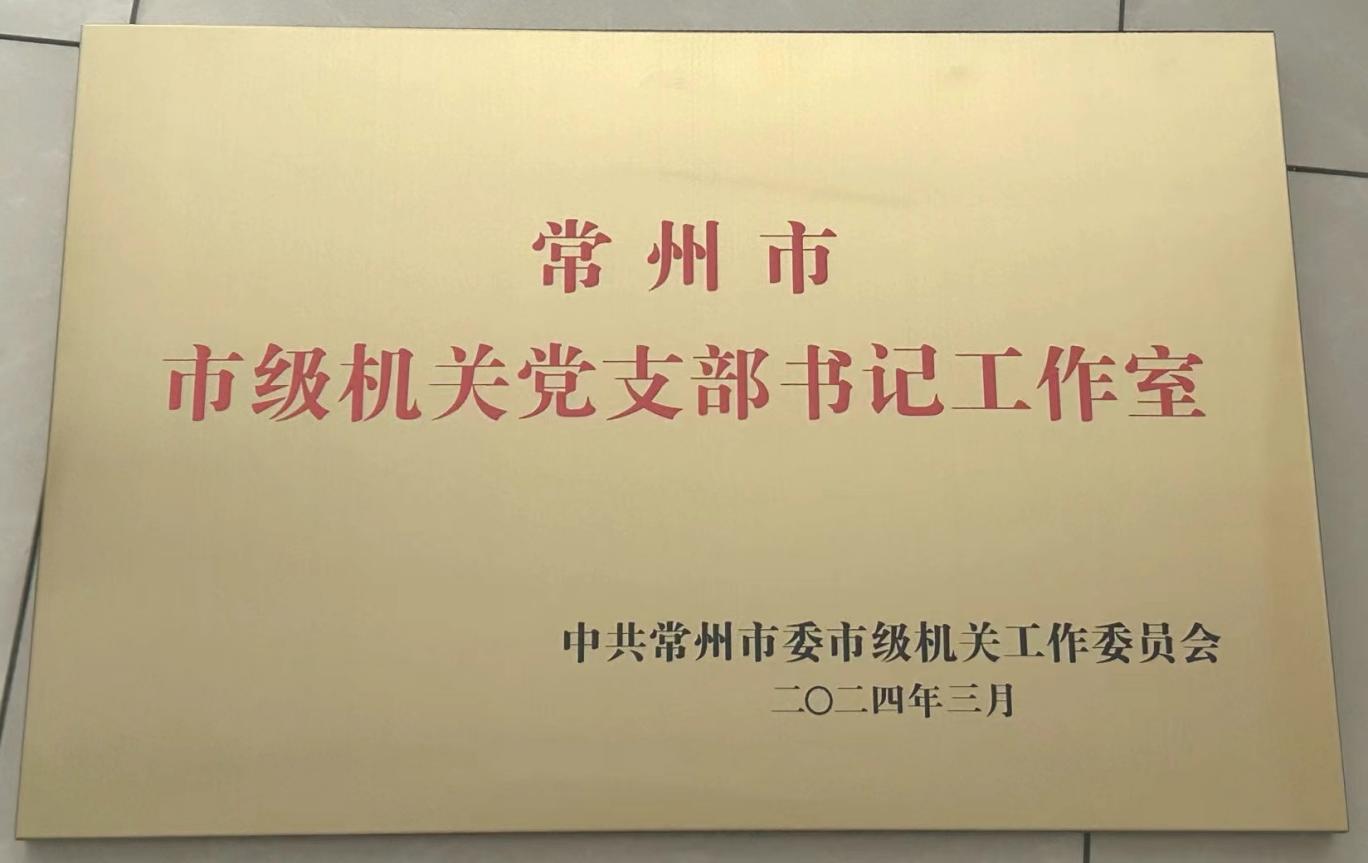 常州市
市级机关党支部书记工作室
中共常州市委市级机关工作委员会
二〇二四年三月